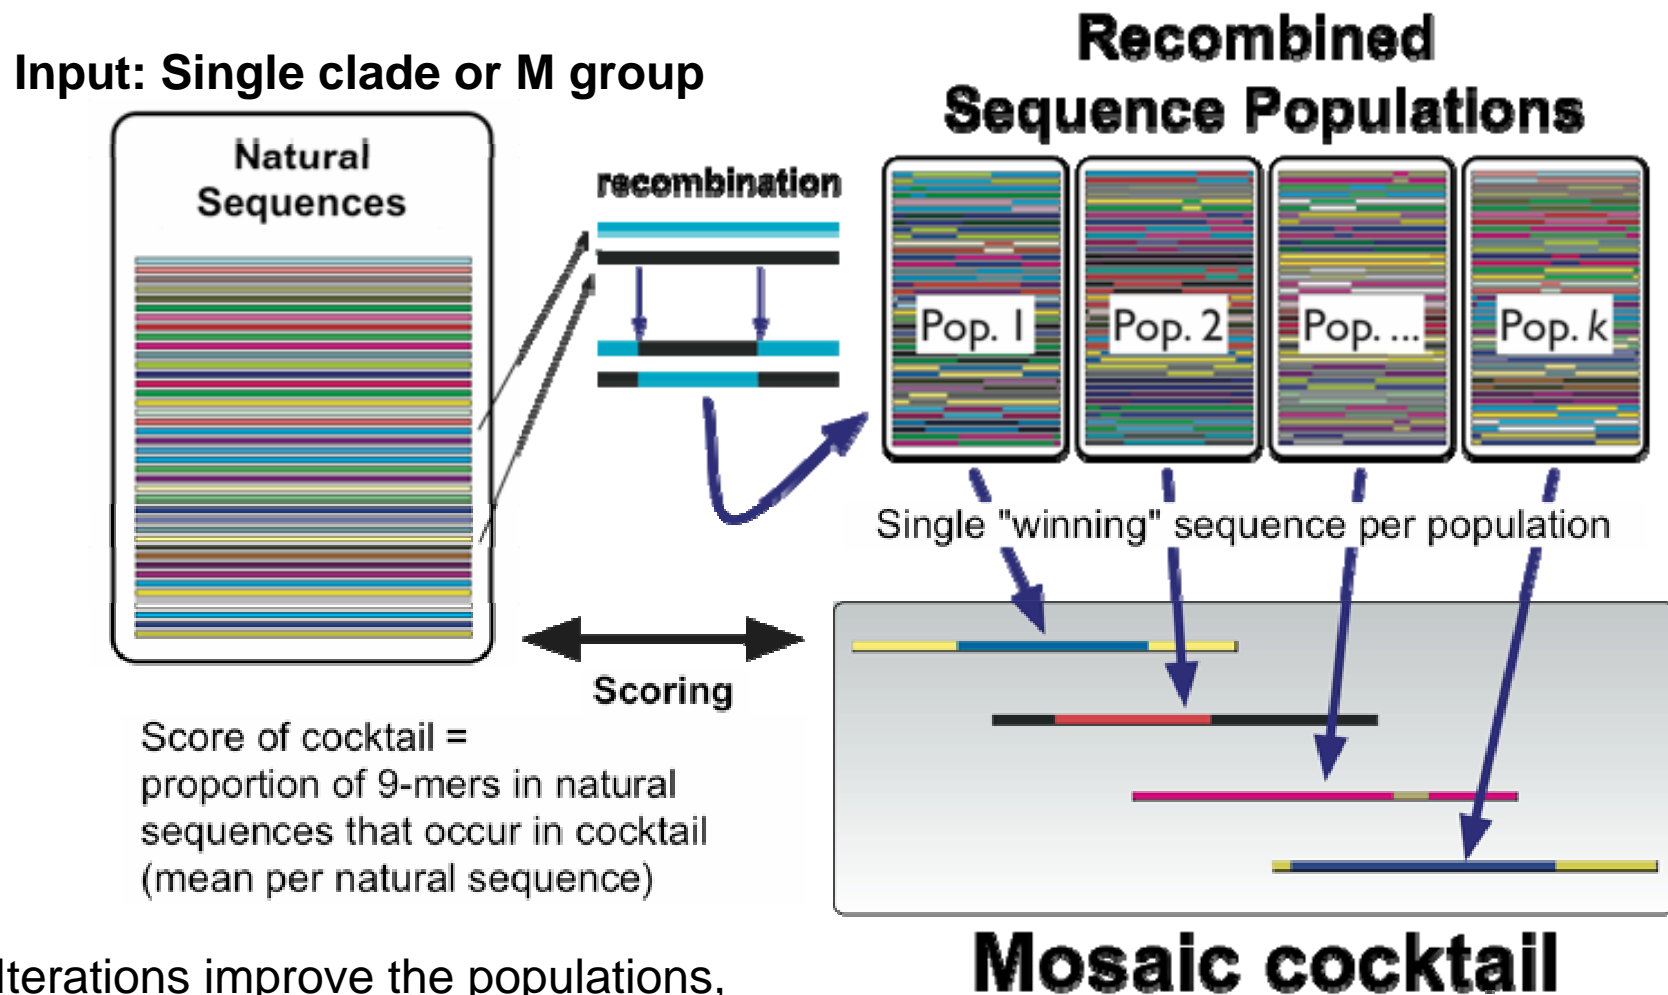 Input: Single clade or M group
Recombined
Sequence Populations
Natural
Sequences
recombination
Pop. 1
Pop. 2
Pop. ...
Pop. k
Single "winning" sequence per population
Scoring
Score of cocktail =
proportion of 9-mers in natural
sequences that occur in cocktail
(mean per natural sequence)
Mosaic cocktail
Iterations improve the populations,